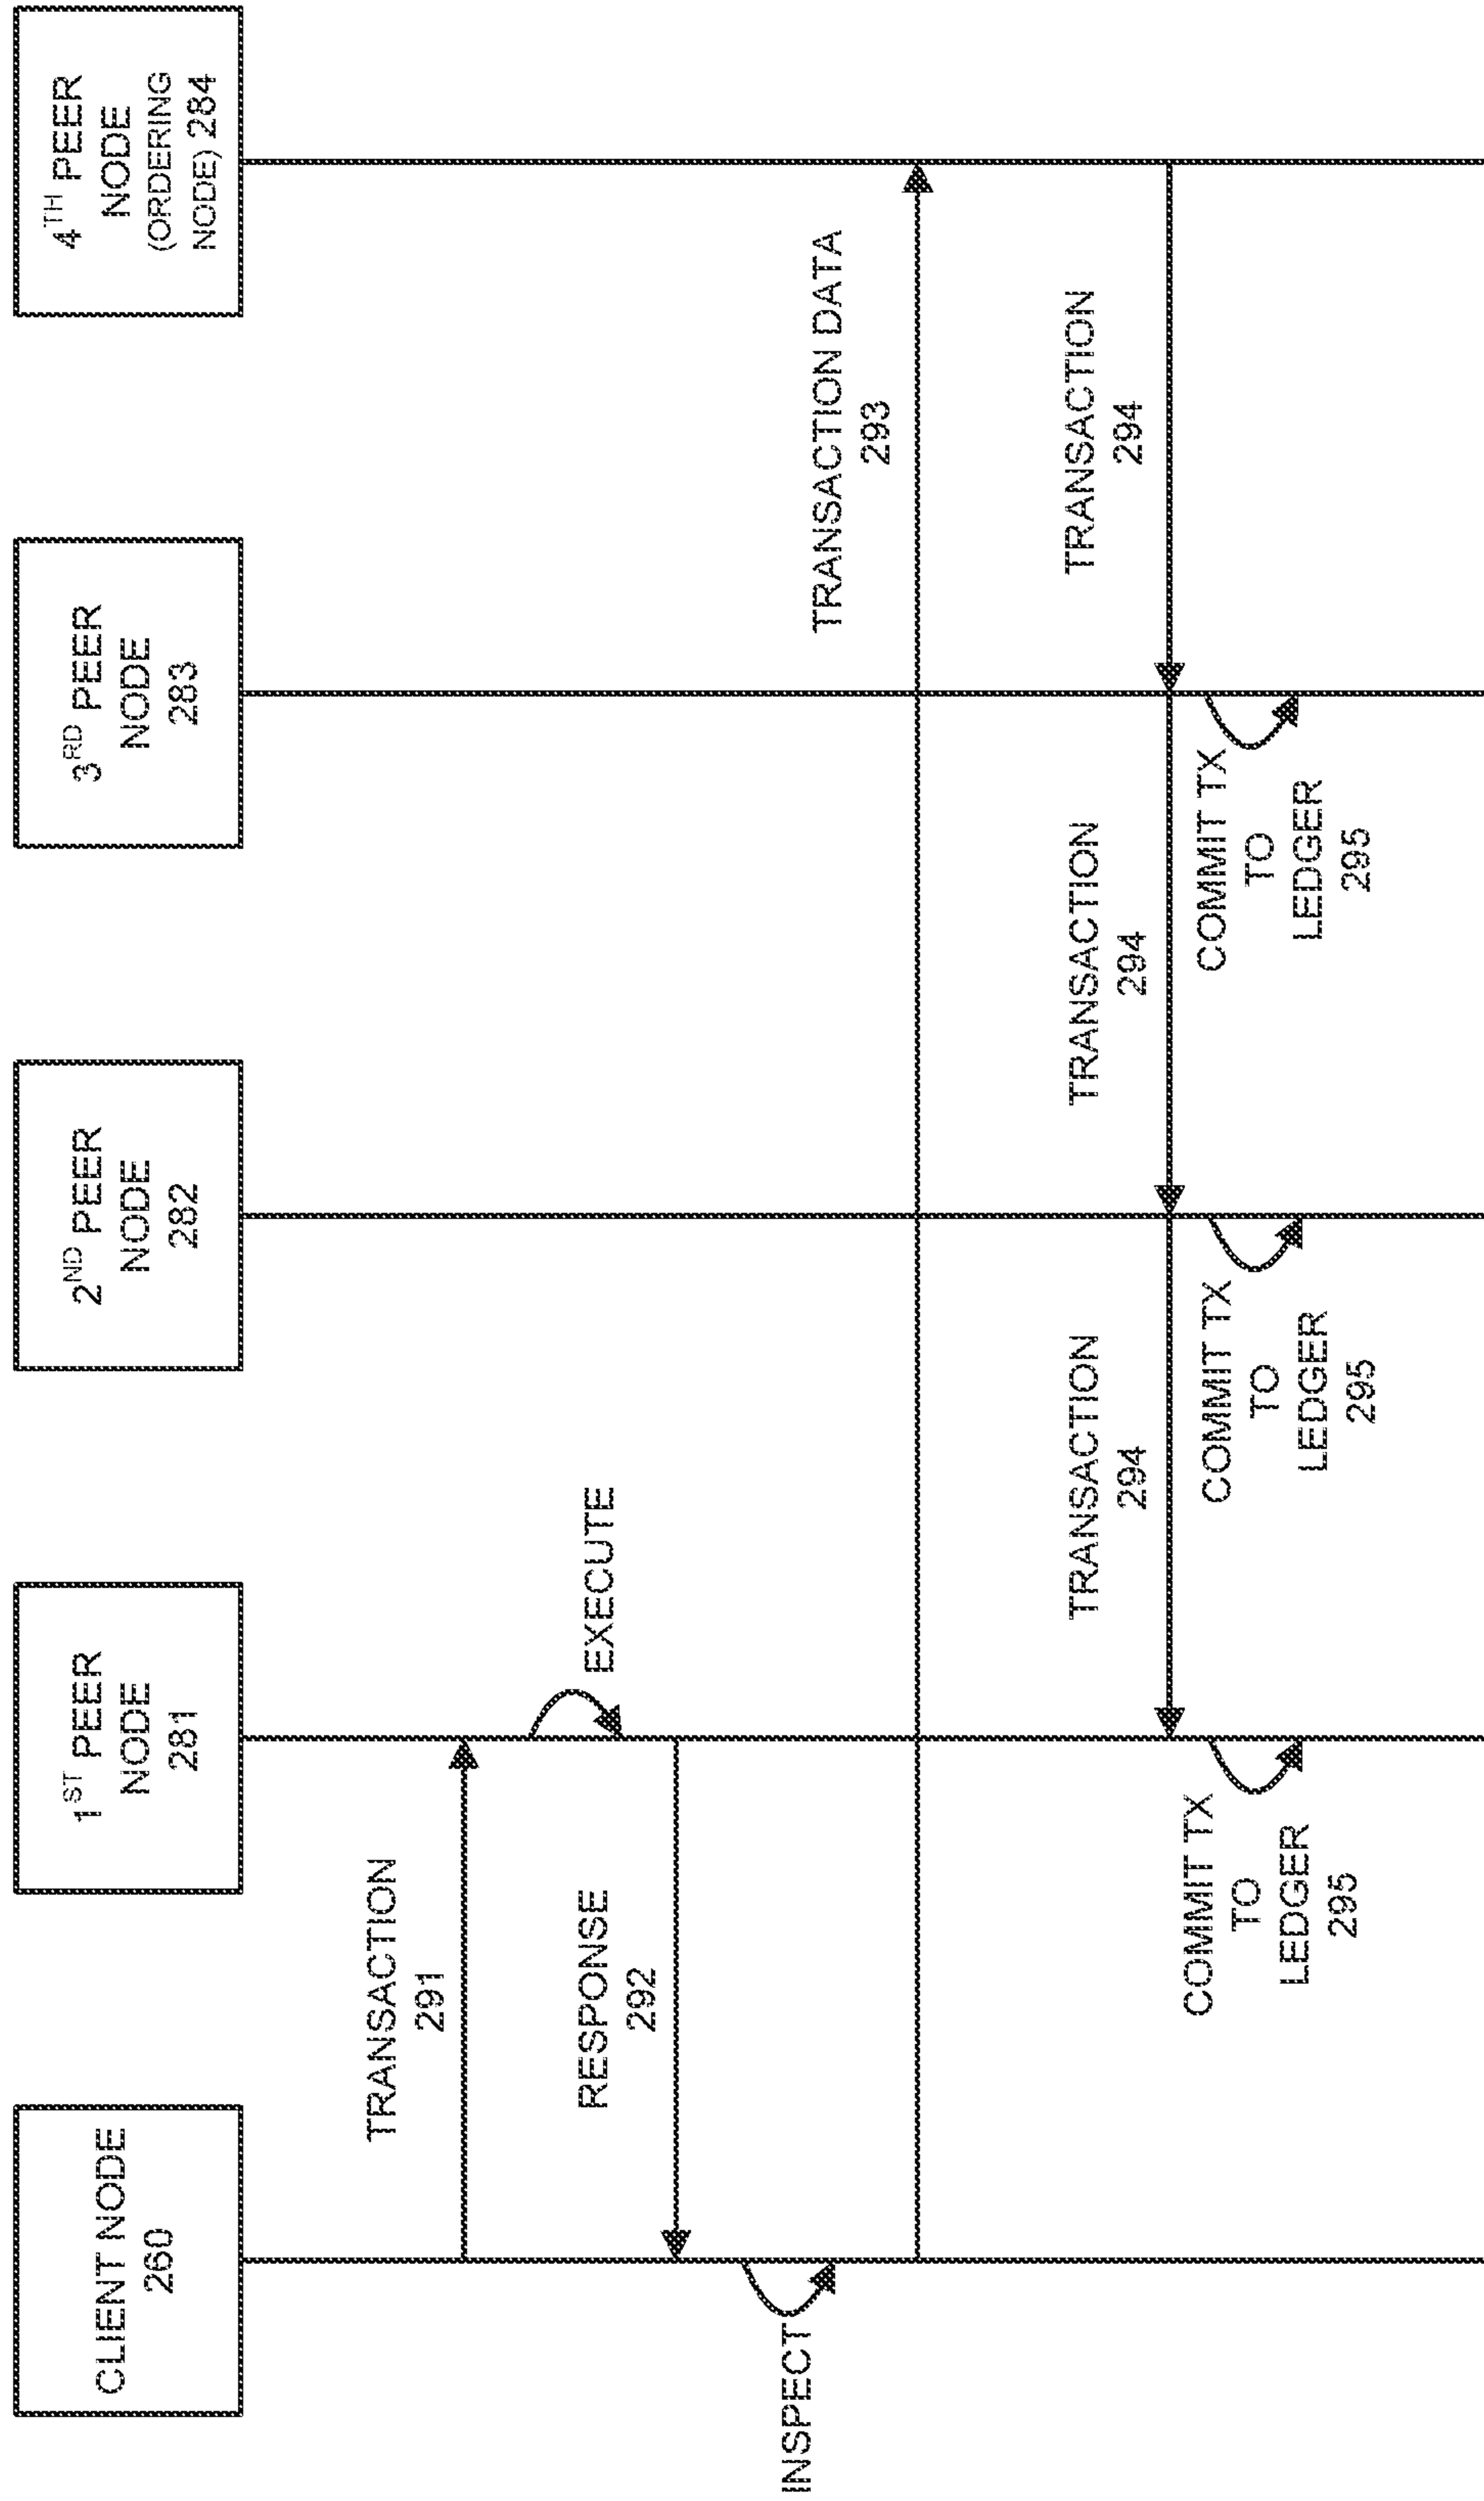 CLIENT NODE
260
1ST PEER
NODE
281
2ND PEER
NODE
282
3RD PEER
NODE
283
4TH PEER
NODE
(ORDERING
NODE) 284
TRANSACTION
291
EXECUTE
RESPONSE
292
INSPECT
TRANSACTION DATA
293
TRANSACTION
294
TRANSACTION
294
TRANSACTION
294
COMMIT TX
TO
LEDGER
295
COMMIT TX
TO
LEDGER
295
COMMIT TX
TO
LEDGER
295